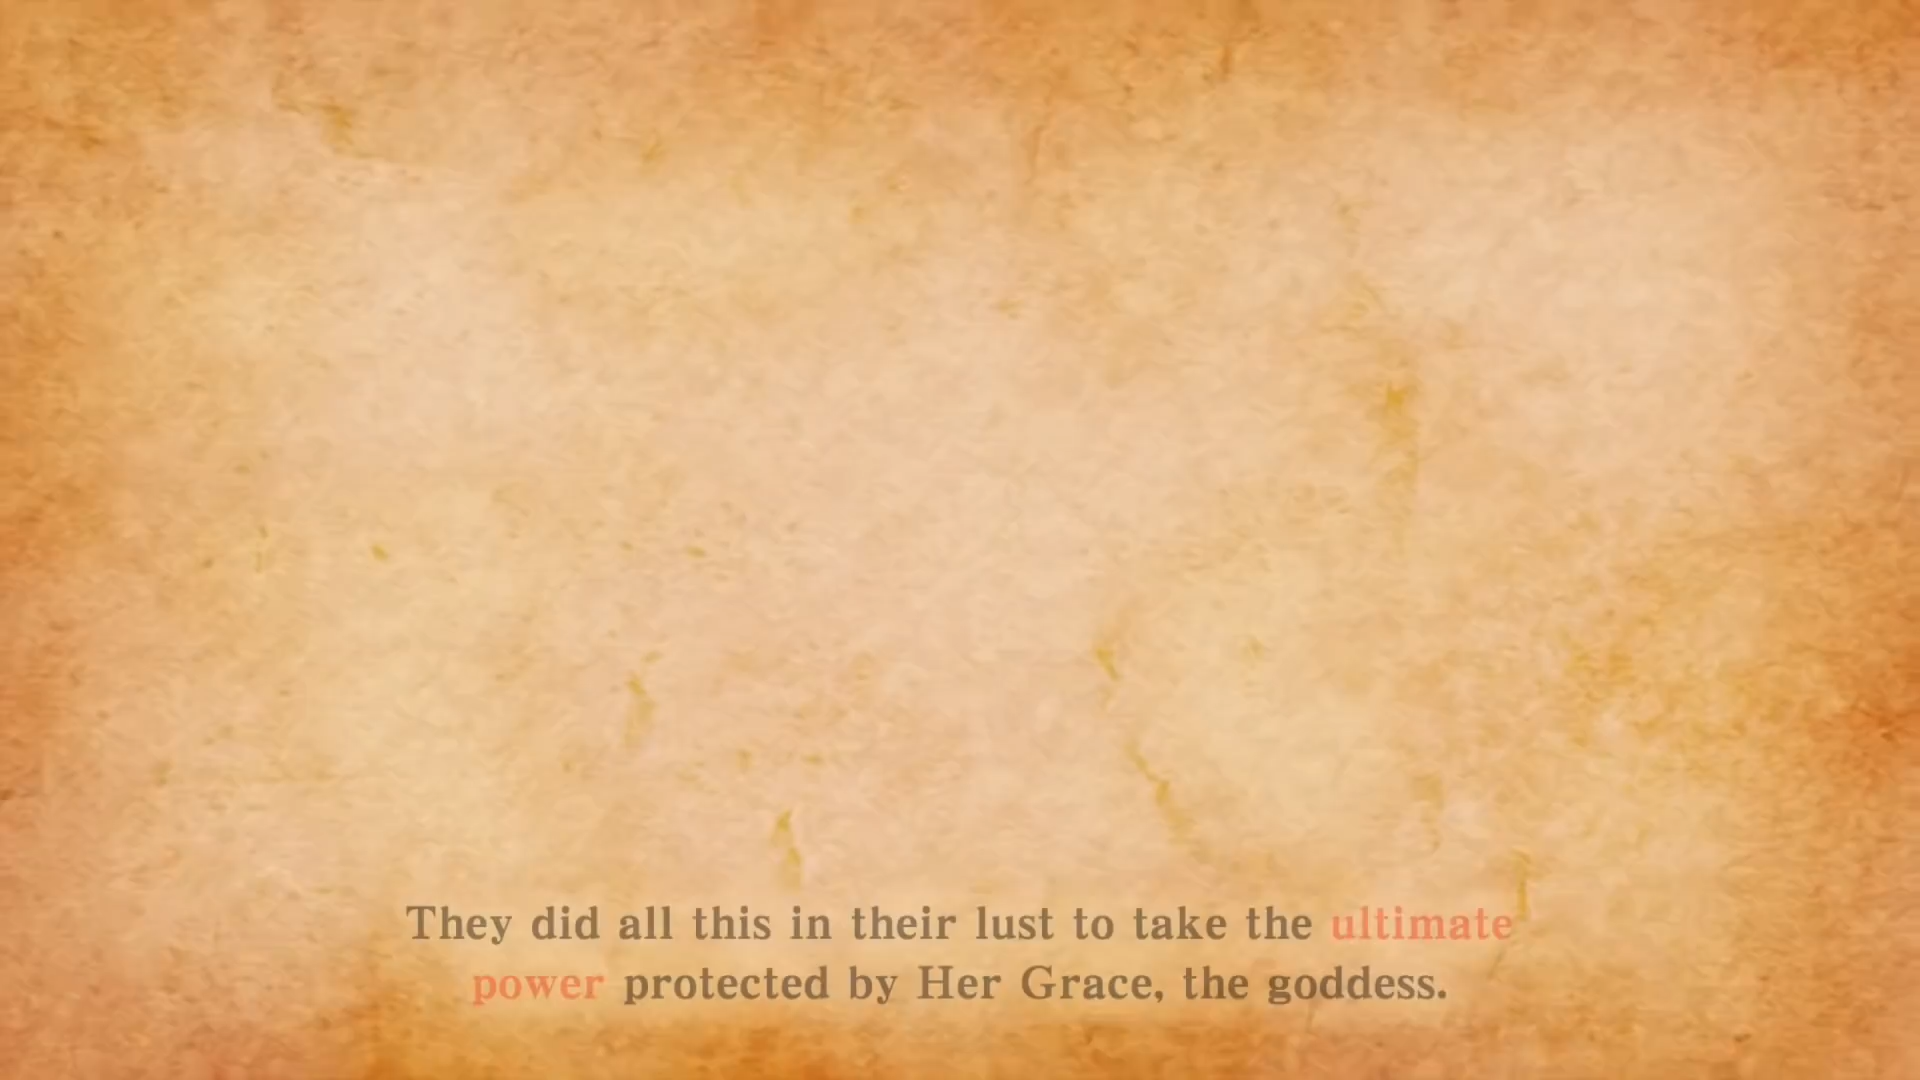 They did all this in their lust to take the ultimate
power protected by Her Grace, the goddess.